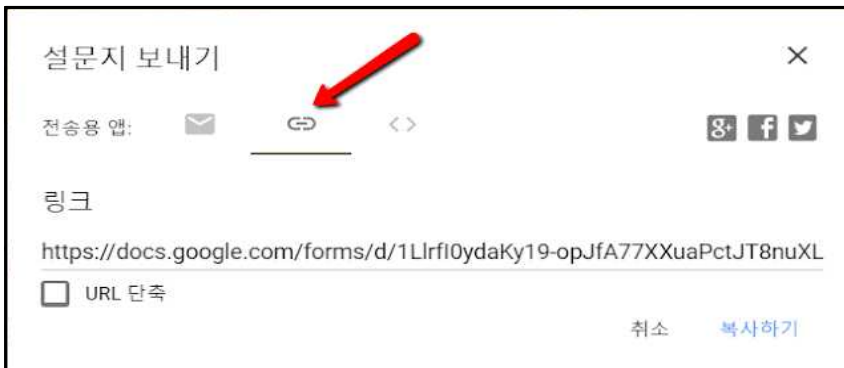 설문지 보내기
전송용 앱:
링크
https://docs.google.com/forms/d/1LlrfI0ydaKy19-opJfA77XXuaPctJT8nuXL
URL 단축
취소 복사하기